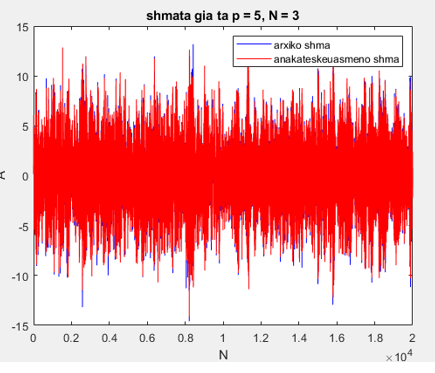 shmata gia ta p = 5, N = 3
arxiko shma
anakateskeuasmeno shma
15
10
5
0
-5
-10
-15
A
0 0.2 0.4 0.6 0.8 1 1.2 1.4 1.6 1.8 2
N
×10⁴